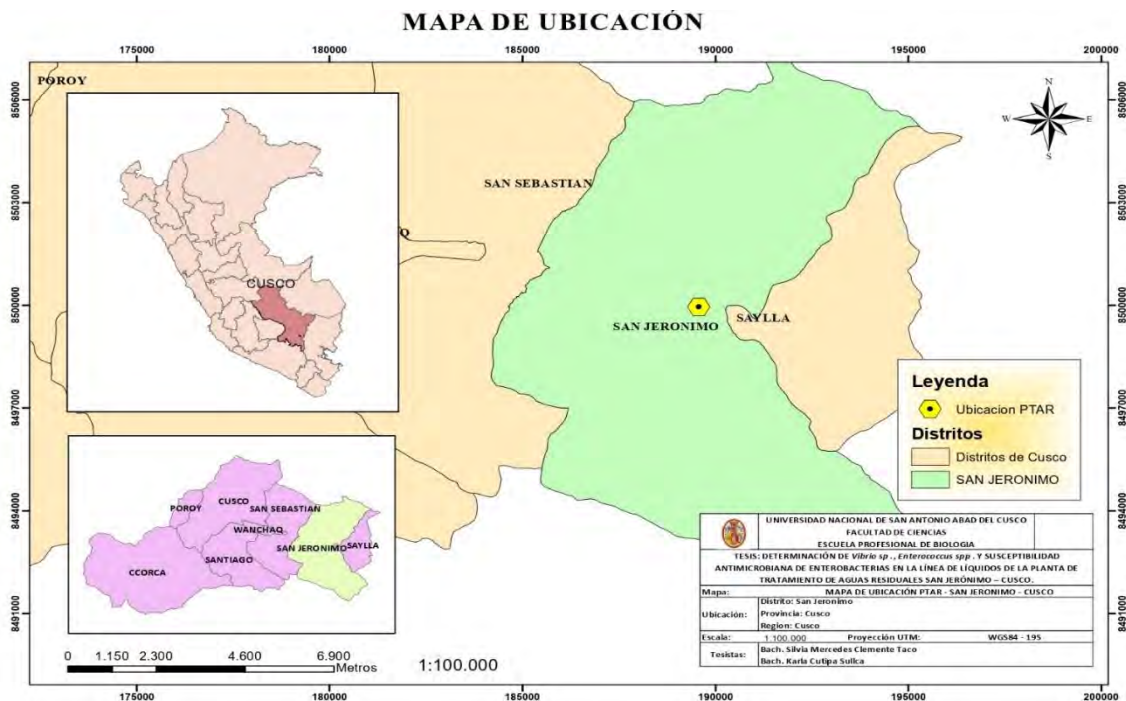 MAPA DE UBICACIÓN
175000 180000 185000 190000 195000 200000
8506000
8503000
8500000
8497000
8494000
8491000
8506000
8503000
8500000
8497000
8494000
8491000
POROY
SAN SEBASTIAN
Q
SAN JERONIMO
SAYLLA
N
W E
S
CUSCO
POROY
CUSCO
SAN SEBASTIAN
WANCHAQ
SAN JERONIMO
SAYLLA
SANTIAGO
CCORCA
Leyenda
Ubicacion PTAR
Distritos
Distritos de Cusco
SAN JERONIMO
UNIVERSIDAD NACIONAL DE SAN ANTONIO ABAD DEL CUSCO
FACULTAD DE CIENCIAS
ESCUELA PROFESIONAL DE BIOLOGIA
TESIS: DETERMINACIÓN DE Vibrio sp., Enterococcus spp. Y SUSCEPTIBILIDAD
ANTIMICROBIANA DE ENTEROBACTERIAS EN LA LÍNEA DE LÍQUIDOS DE LA PLANTA DE
TRATAMIENTO DE AGUAS RESIDUALES SAN JERÓNIMO – CUSCO.
Mapa: MAPA DE UBICACIÓN PTAR - SAN JERONIMO - CUSCO
Ubicación: Distrito: San Jeronimo
Provincia: Cusco
Region: Cusco
Escala: 1.100.000 Proyección UTM: WGS84 - 19S
Tesistas: Bach. Silvia Mercedes Clemente Taco
Bach. Karla Cutipa Sullca
0 1.150 2.300 4.600 6.900
Metros
1:100.000
175000 180000 185000 190000 195000 200000